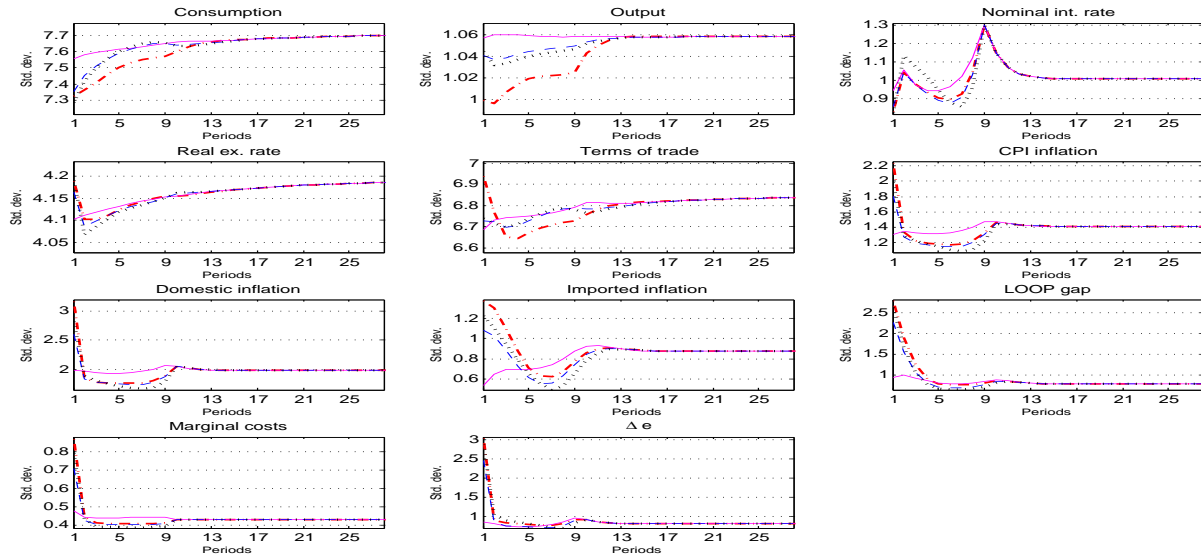 Consumption
Std. dev.
7.7
7.6
7.5
7.4
7.3
1 5 9 13 17 21 25
Periods
Output
Std. dev.
1.06
1.04
1.02
1
1 5 9 13 17 21 25
Periods
Nominal int. rate
Std. dev.
1.3
1.2
1.1
1
0.9
1 5 9 13 17 21 25
Periods
Real ex. rate
Std. dev.
4.2
4.15
4.1
4.05
1 5 9 13 17 21 25
Periods
Terms of trade
Std. dev.
7
6.9
6.8
6.7
6.6
1 5 9 13 17 21 25
Periods
CPI inflation
Std. dev.
2.2
2
1.8
1.6
1.4
1.2
1 5 9 13 17 21 25
Periods
Domestic inflation
Std. dev.
3
2.5
2
1 5 9 13 17 21 25
Periods
Imported inflation
Std. dev.
1.2
1
0.8
0.6
1 5 9 13 17 21 25
Periods
LOOP gap
Std. dev.
2.5
2
1.5
1
1 5 9 13 17 21 25
Periods
Marginal costs
Std. dev.
0.8
0.7
0.6
0.5
0.4
1 5 9 13 17 21 25
Periods
Δ e
Std. dev.
3
2.5
2
1.5
1
1 5 9 13 17 21 25
Periods